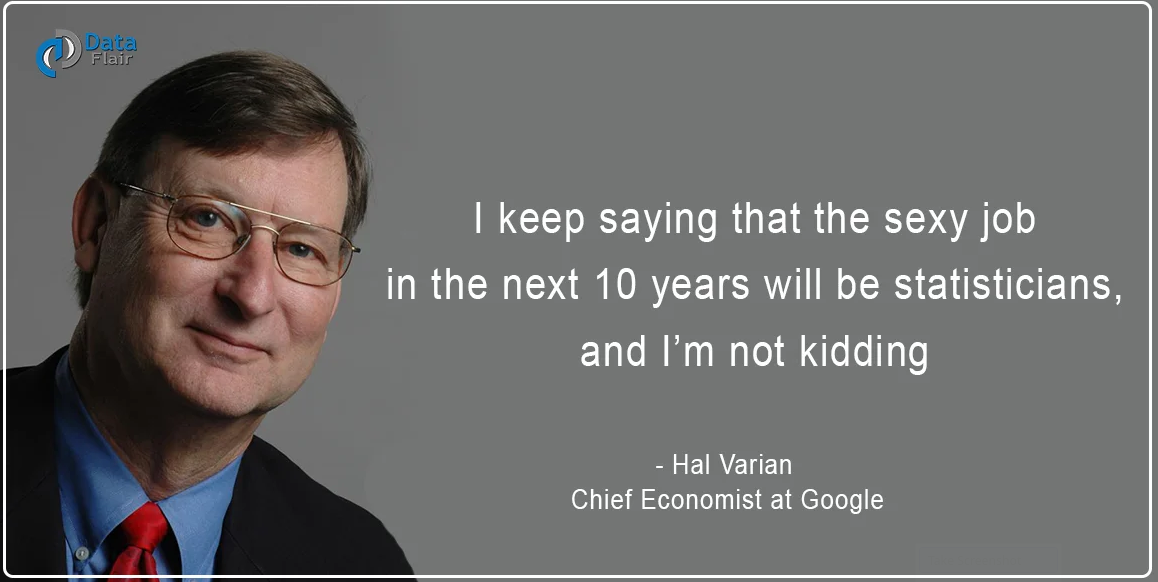 Data
Flair
I keep saying that the sexy job
in the next 10 years will be statisticians,
and I’m not kidding
- Hal Varian
Chief Economist at Google